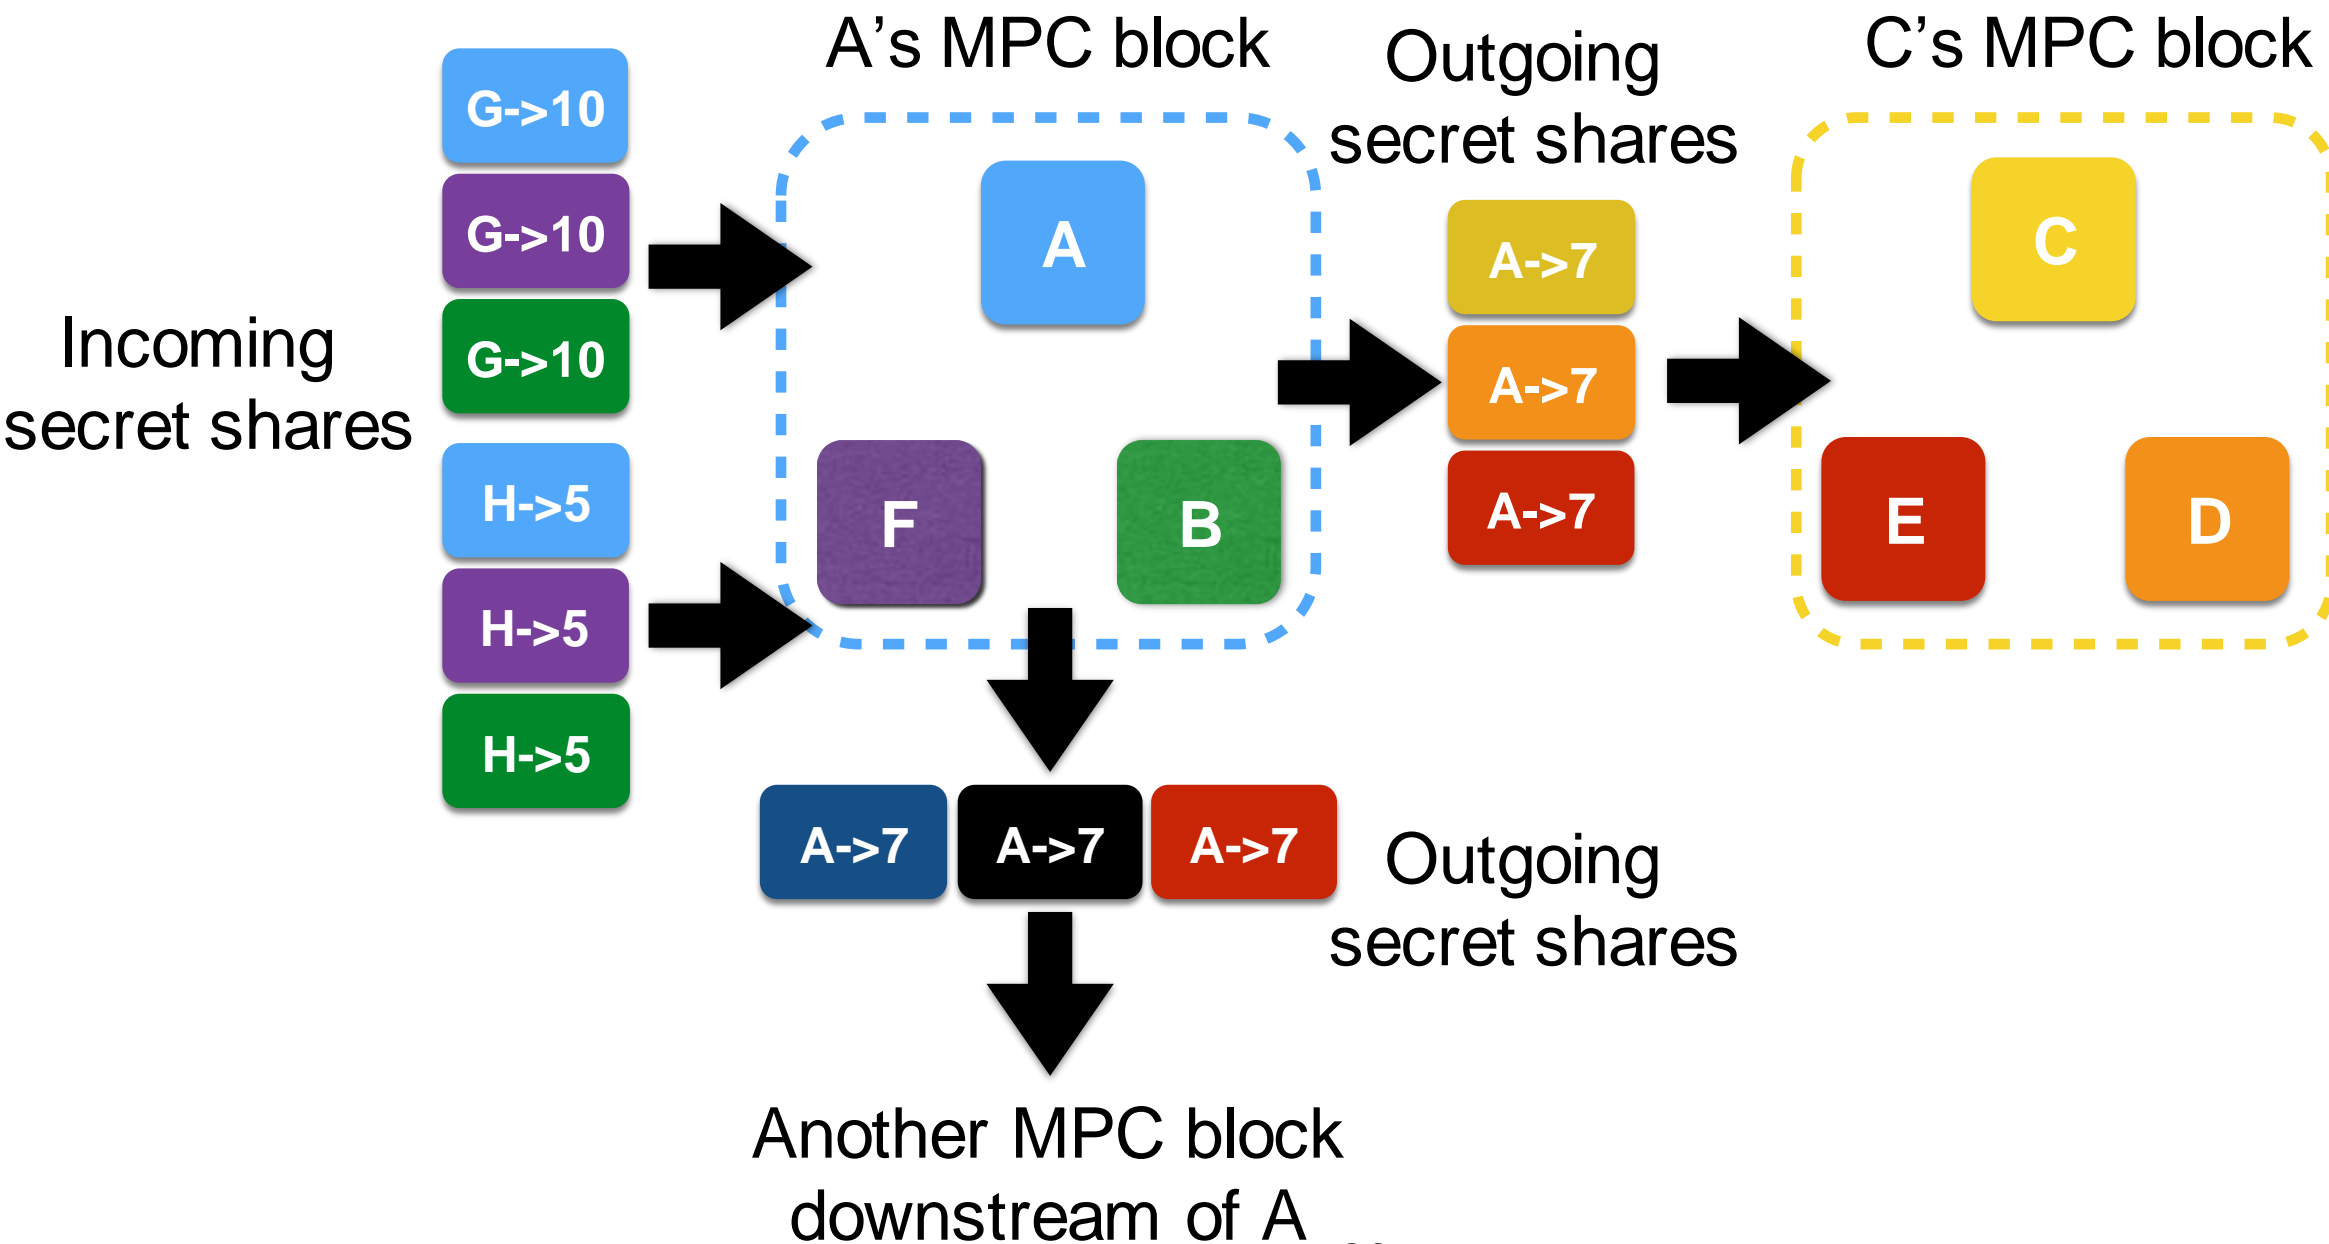 A's MPC block
Outgoing
secret shares
C's MPC block
G->10
G->10
G->10
Incoming
secret shares
H->5
H->5
H->5
A
F
B
A->7
A->7
A->7
C
E
D
A->7
A->7
A->7
Outgoing
secret shares
Another MPC block
downstream of A